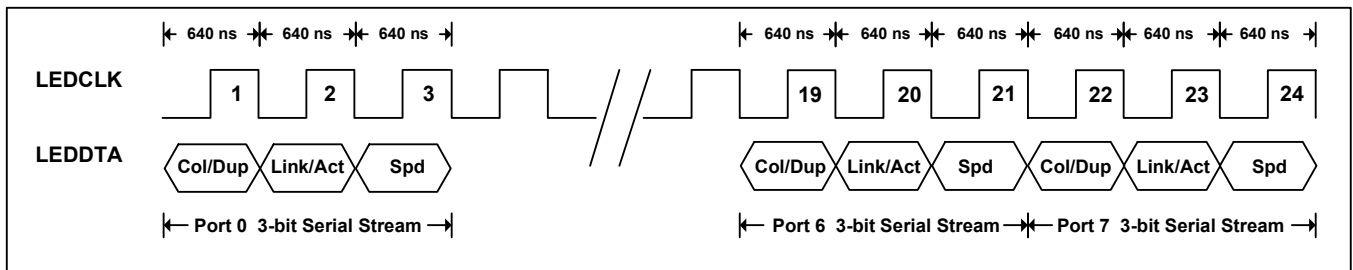 640 ns 640 ns 640 ns 640 ns 640 ns 640 ns 640 ns 640 ns 640 ns
LEDCLK 1 2 3 19 20 21 22 23 24
LEDDTA Col/Dup Link/Act Spd Col/Dup Link/Act Spd Col/Dup Link/Act Spd
Port 0 3-bit Serial Stream Port 6 3-bit Serial Stream Port 7 3-bit Serial Stream